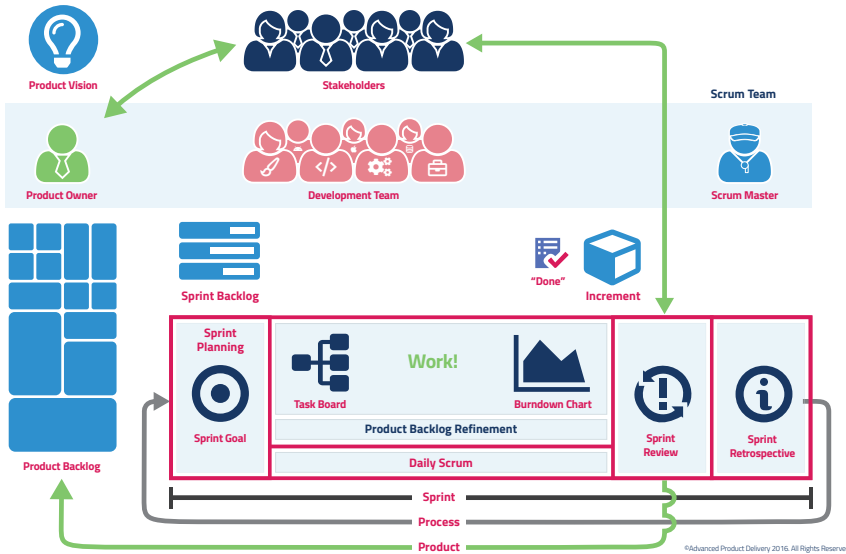 Product Vision
Stakeholders
Scrum Team
Product Owner
Development Team
Scrum Master
</>
Sprint Backlog
"Done"
Increment
Sprint
Planning
Work!
Task Board
Burndown Chart
Sprint Goal
Product Backlog Refinement
Sprint
Review
Sprint
Retrospective
Daily Scrum
Product Backlog
Sprint
Process
Product
©Advanced Product Delivery 2016. All Rights Reserve